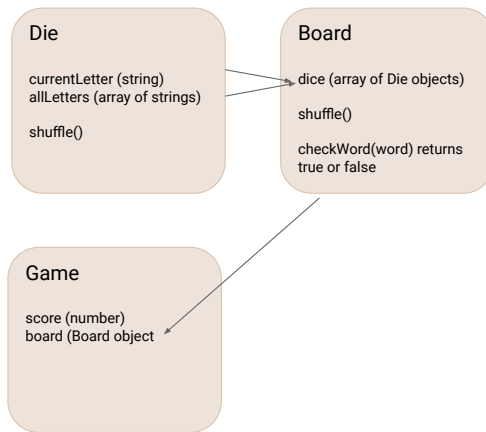 Die
currentLetter (string)
allLetters (array of strings)
shuffle()
Board
dice (array of Die objects)
shuffle()
checkWord(word) returns
true or false
Game
score (number)
board (Board object